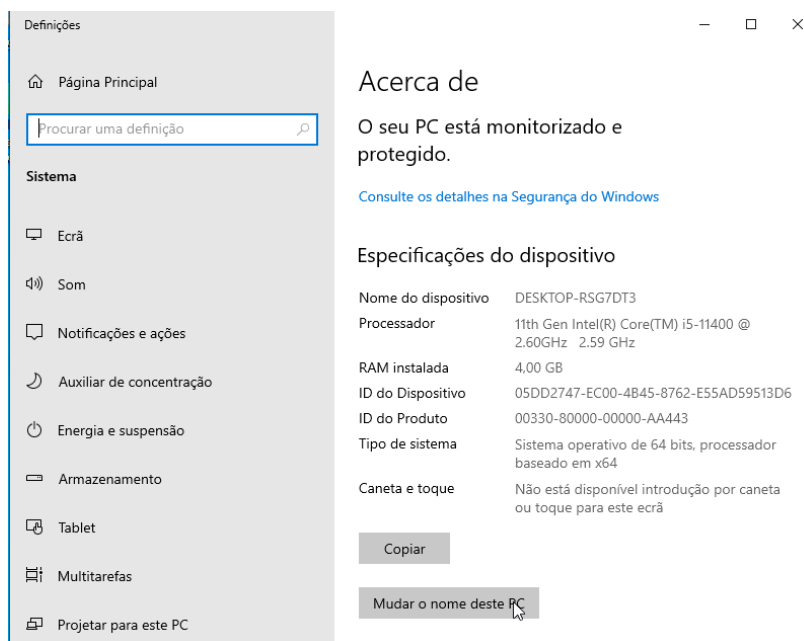 Definições
Página Principal
Procurar uma definição
Sistema
Ecrã
Som
Notificações e ações
Auxiliar de concentração
Energia e suspensão
Armazenamento
Tablet
Multitarefas
Projetar para este PC
Acerca de
O seu PC está monitorizado e
protegido.
Consulte os detalhes na Segurança do Windows
Especificações do dispositivo
Nome do dispositivo DESKTOP-RSG7DT3
Processador 11th Gen Intel(R) Core(TM) i5-11400 @
2.60GHz 2.59 GHz
RAM instalada 4,00 GB
ID do Dispositivo 05DD2747-EC00-4B45-8762-E55AD59513D6
ID do Produto 00330-80000-00000-AA443
Tipo de sistema Sistema operativo de 64 bits, processador
baseado em x64
Caneta e toque Não está disponível introdução por caneta
ou toque para este ecrã
Copiar
Mudar o nome deste PC